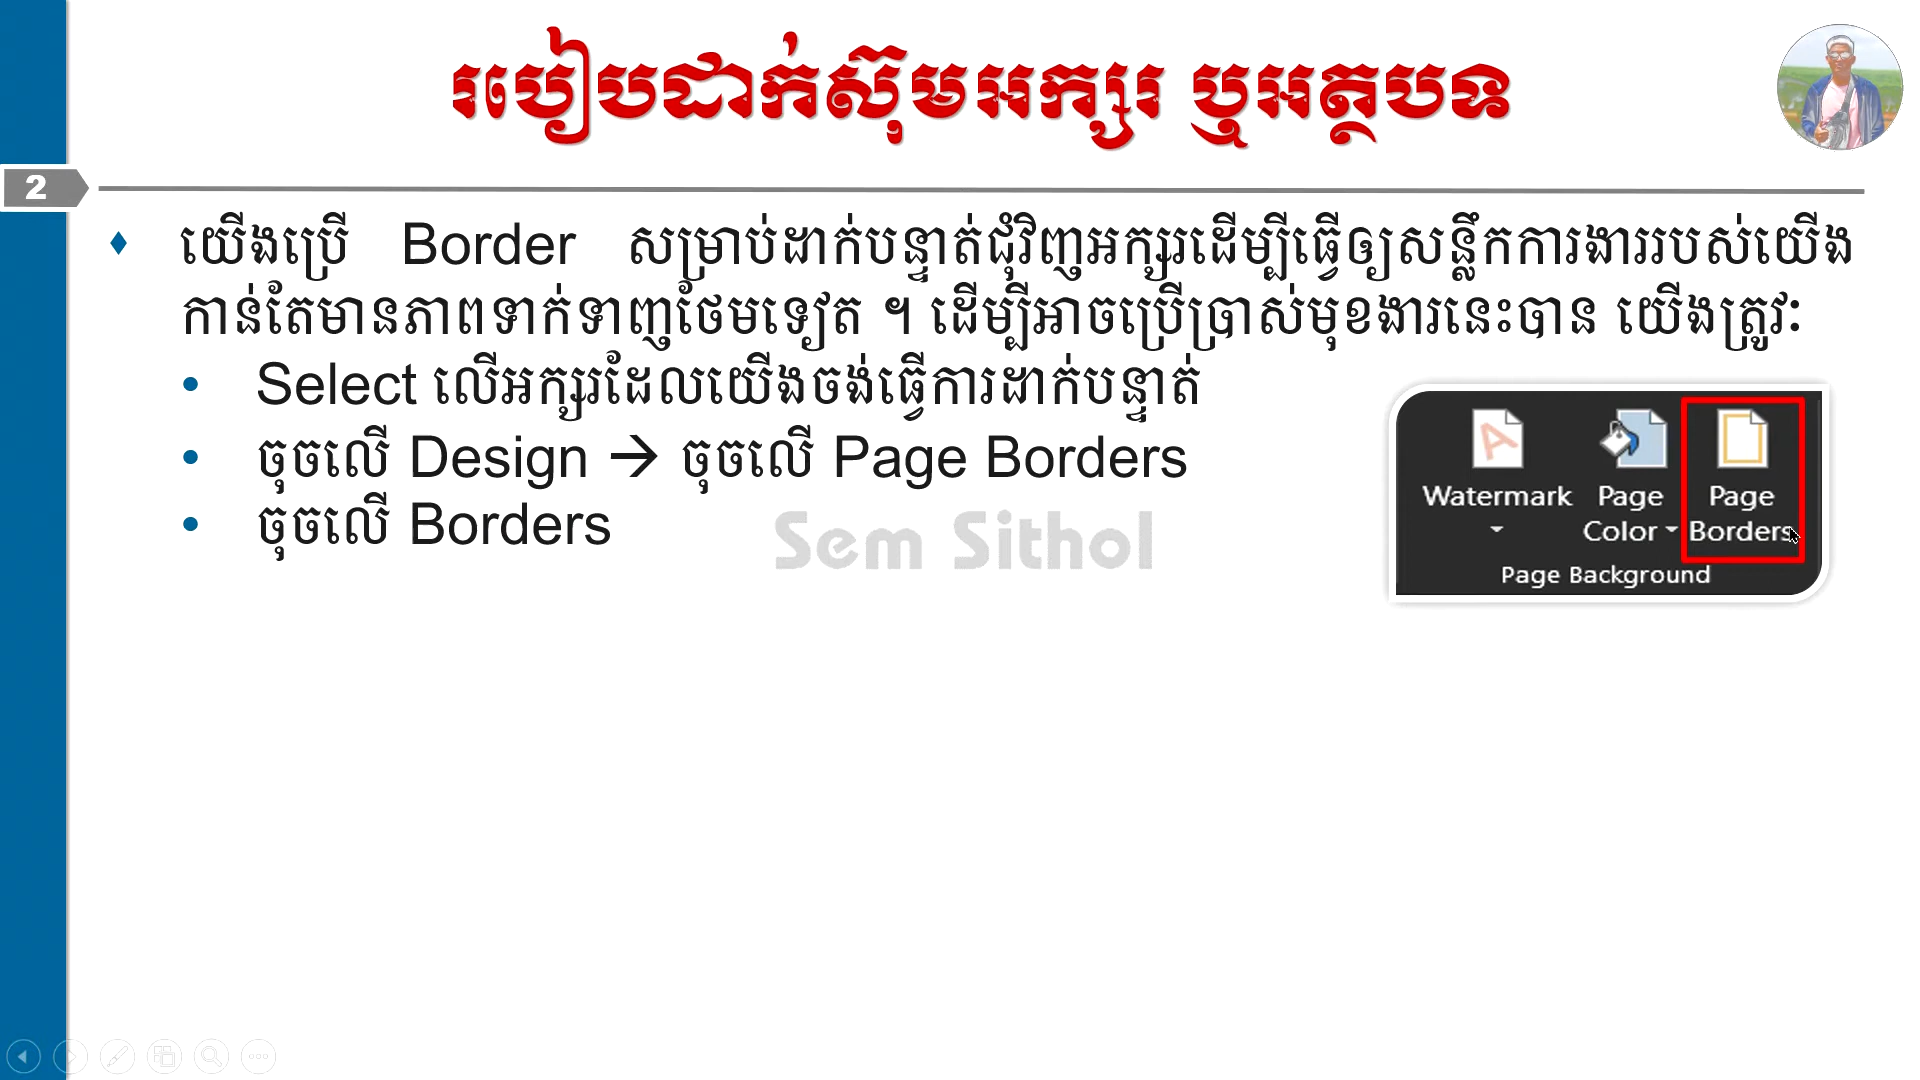 របៀបដាក់ស៊ុមអក្សរ ឬអត្ថបទ
2
យើងប្រើ Border សម្រាប់ដាក់បន្ទាត់ជុំវិញអក្សរដើម្បីធ្វើឲ្យសន្លឹកការងាររបស់យើង
កាន់តែមានភាពទាក់ទាញថែមទៀត ។ ដើម្បីអាចប្រើប្រាស់មុខងារនេះបាន យើងត្រូវៈ
Select លើអក្សរដែលយើងចង់ធ្វើការដាក់បន្ទាត់
ចុចលើ Design → ចុចលើ Page Borders
ចុចលើ Borders
Sem Sithol
Watermark
Page Color
Page Borders
Page Background